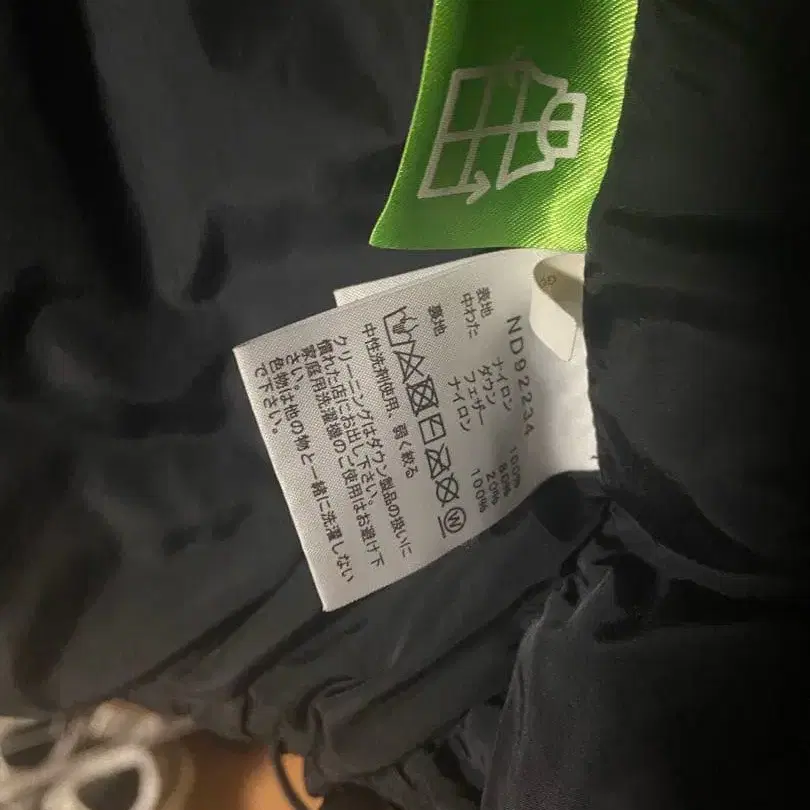 ND92234
表地 ナイロン 100%
中わた ダウン 80%
フェザー 20%
裏地 ナイロン 100%
W
中性洗剤使用、弱く絞る
クリーニングはダウン製品の扱いに
慣れた店にお出し下さい。
家庭用洗濯機のご使用はお避け下
さい。
色物は他の物と一緒に洗濯しない
で下さい。